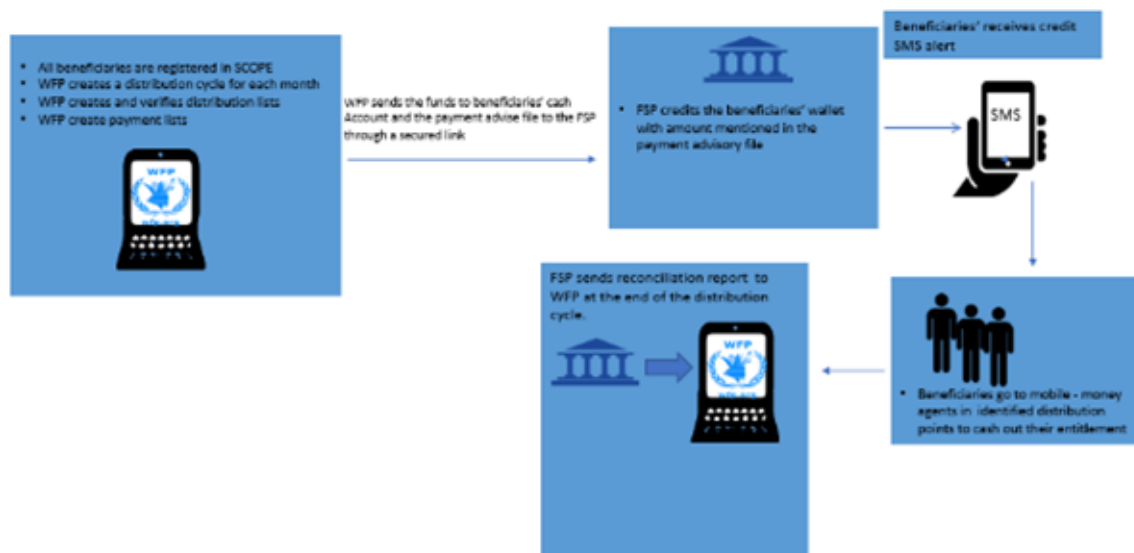 • All beneficiaries are registered in SCOPE
• WFP creates a distribution cycle for each month
• WFP creates and verifies distribution lists
• WFP create payment lists
WFP
WFP sends the funds to beneficiaries' cash
Account and the payment advise file to the FSP
through a secured link
• FSP credits the beneficiaries' wallet
with amount mentioned in the
payment advisory file
Beneficiaries' receives credit
SMS alert
SMS
• Beneficiaries go to mobile - money
agents in identified distribution
points to cash out their entitlement
FSP sends reconciliation report to
WFP at the end of the distribution
cycle.
WFP